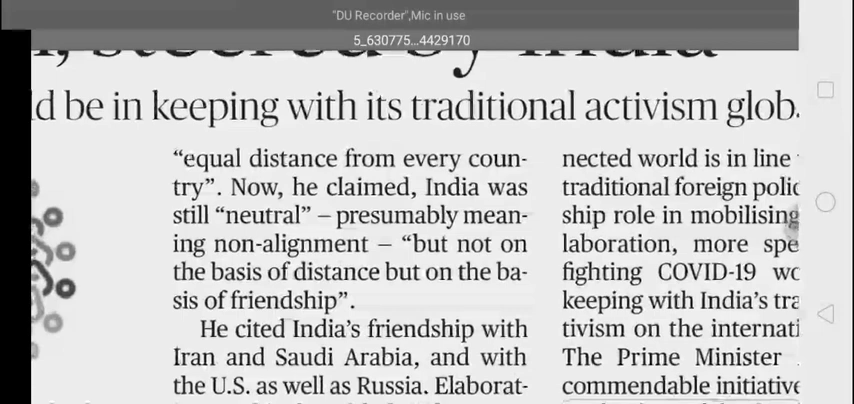 "DU Recorder",Mic in use
5_630775...4429170
steered by India
d be in keeping with its traditional activism glob
“equal distance from every coun-
try”. Now, he claimed, India was
still “neutral” – presumably mean-
ing non-alignment – “but not on
the basis of distance but on the ba-
sis of friendship”.
He cited India’s friendship with
Iran and Saudi Arabia, and with
the U.S. as well as Russia. Elaborat-
nected world is in line
traditional foreign polic
ship role in mobilising
laboration, more spe
fighting COVID-19 wo
keeping with India’s tra
tivism on the internati
The Prime Minister
commendable initiative